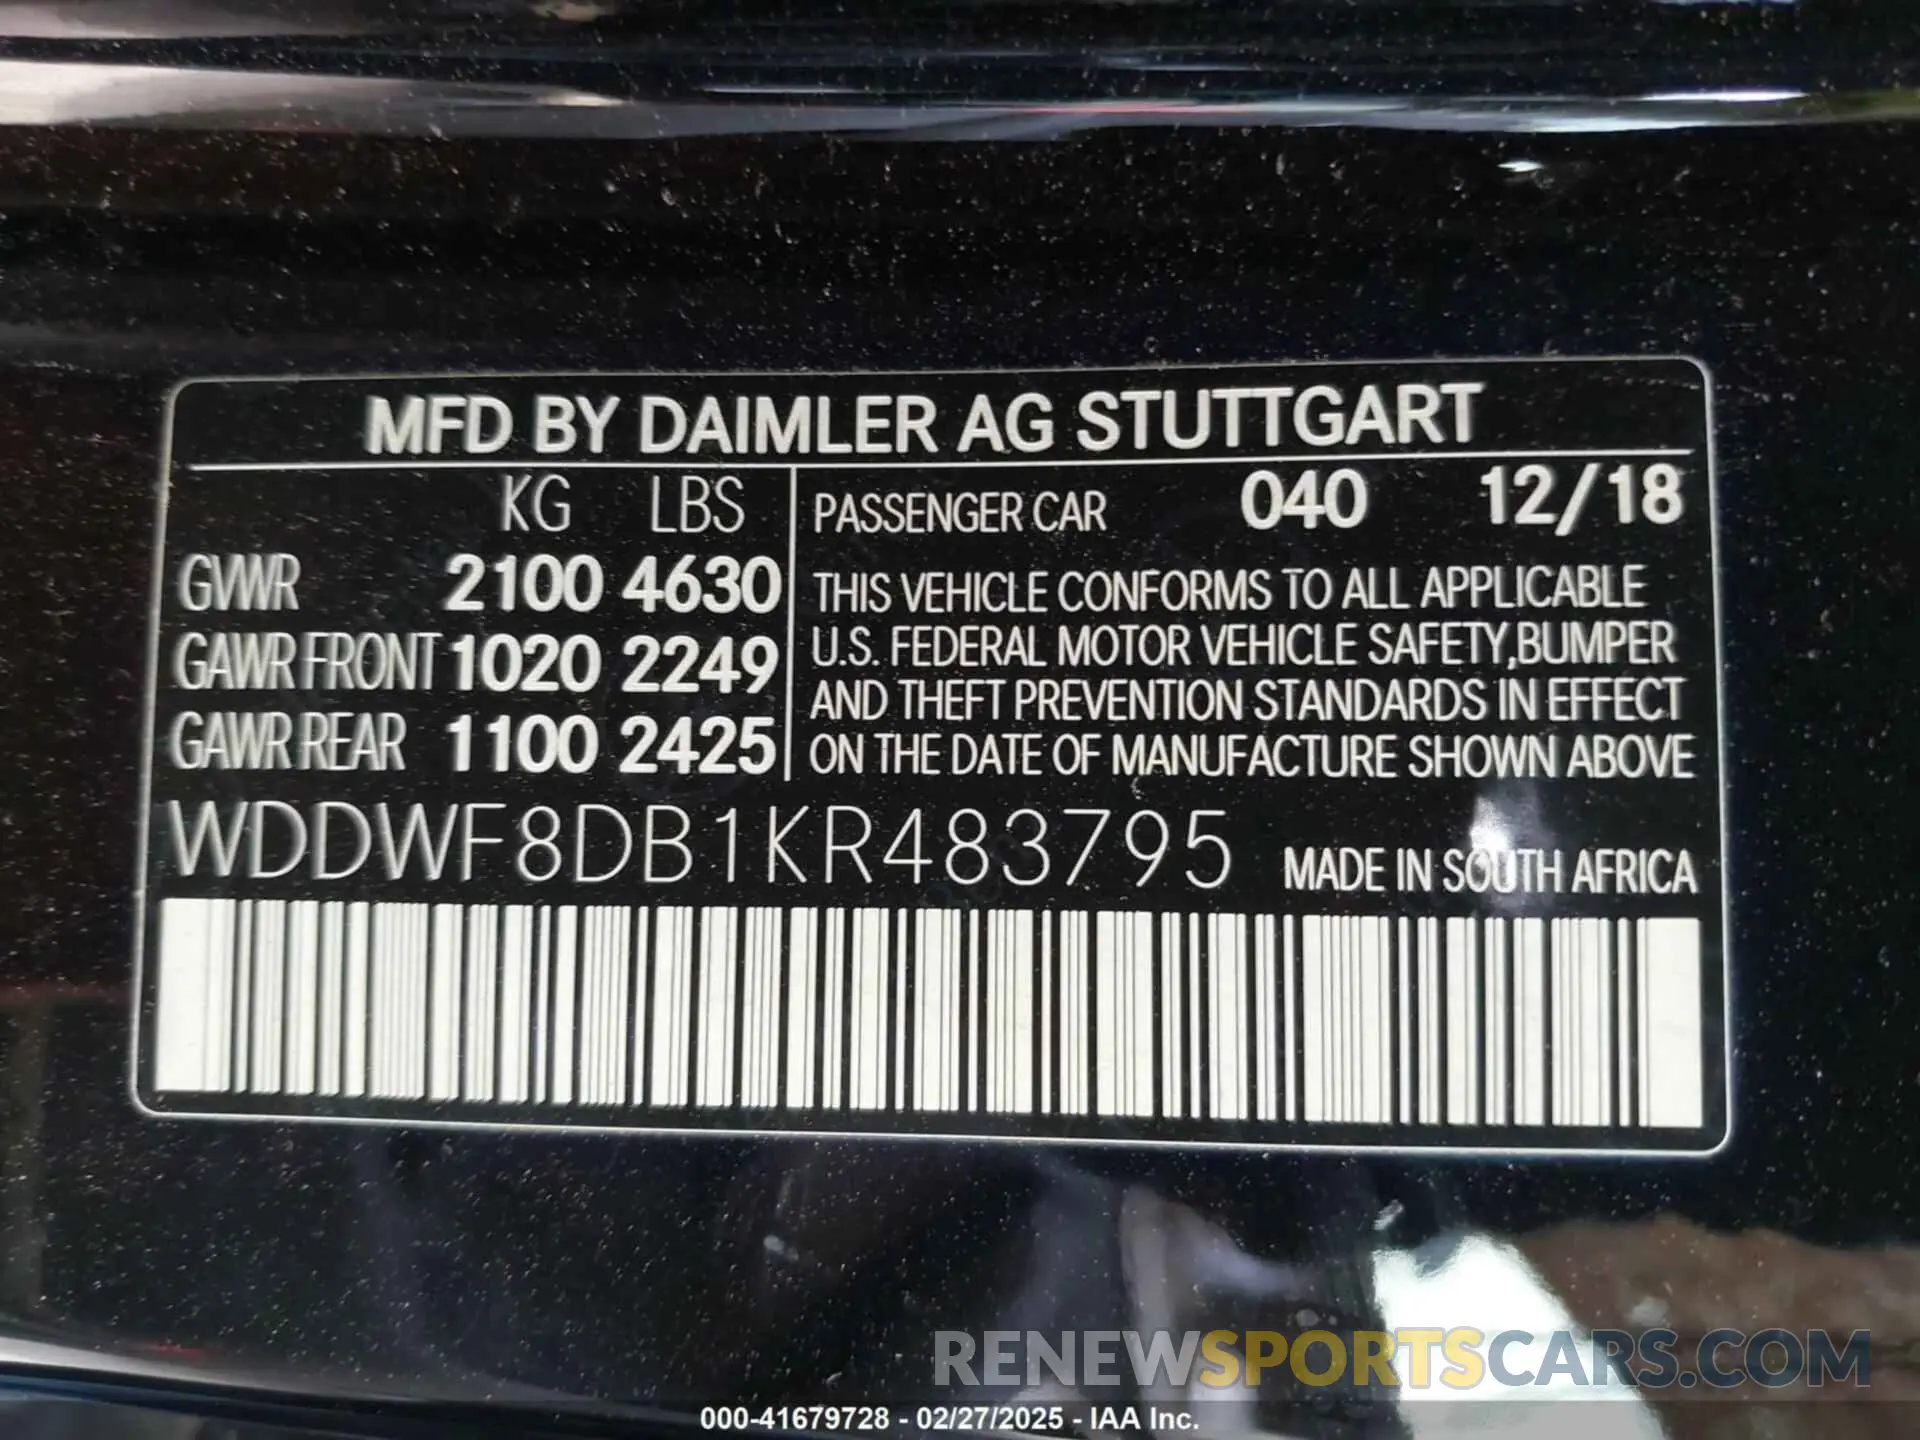 MFD BY DAIMLER AG STUTTGART
KG LBS
GVWR 2100 4630
GAWR FRONT 1020 2249
GAWR REAR 1100 2425
PASSENGER CAR 040 12/18
THIS VEHICLE CONFORMS TO ALL APPLICABLE
U.S. FEDERAL MOTOR VEHICLE SAFETY,BUMPER
AND THEFT PREVENTION STANDARDS IN EFFECT
ON THE DATE OF MANUFACTURE SHOWN ABOVE
WDDWF8DB1KR483795 MADE IN SOUTH AFRICA
RENEWSPORTSCARS.COM
000-41679728 - 02/27/2025 - IAA Inc.